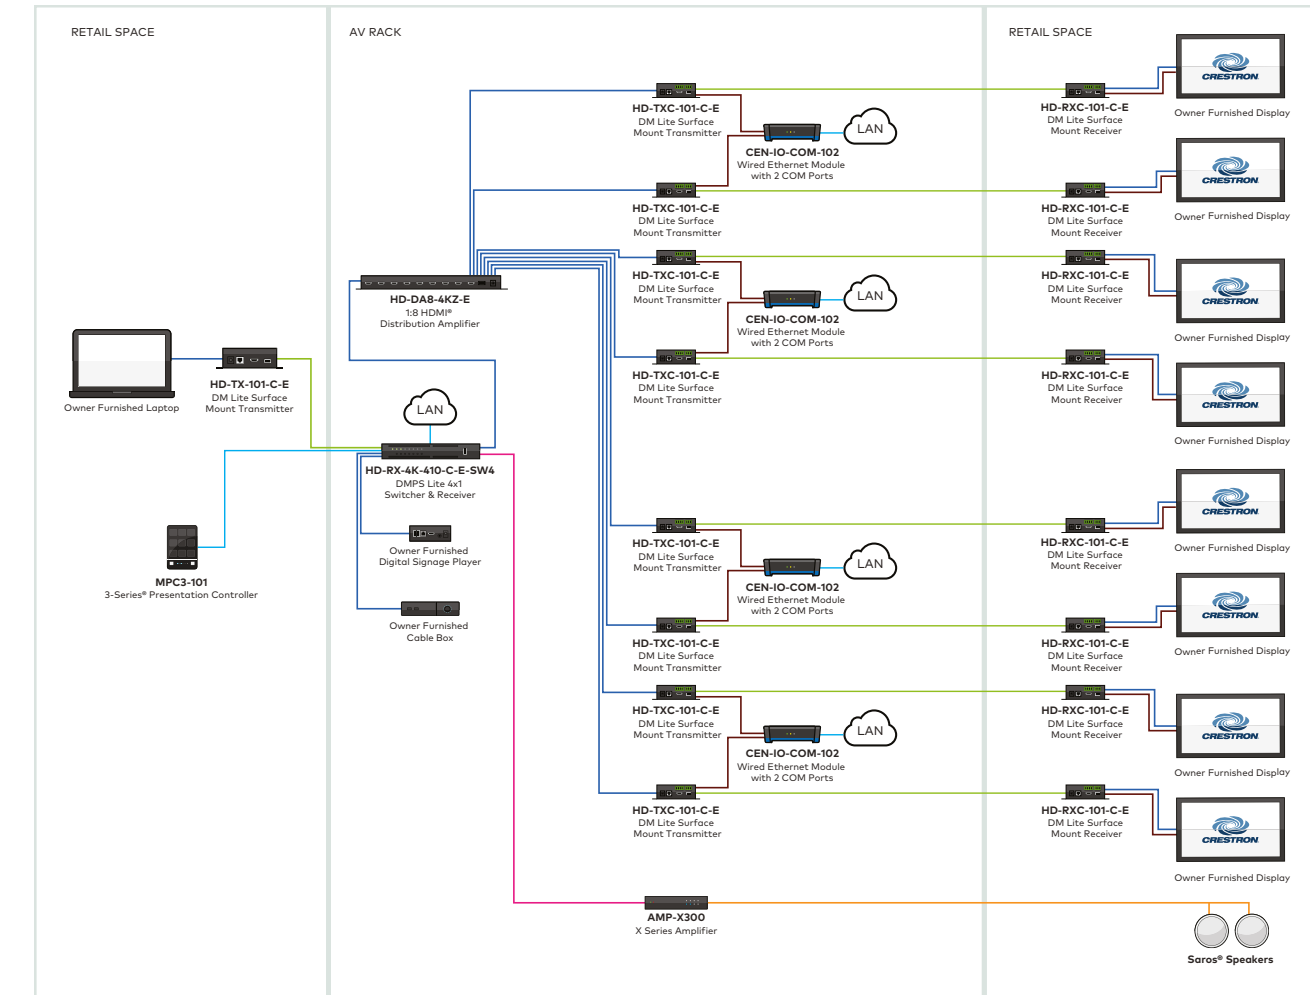 RETAIL SPACE
Owner Furnished Laptop
HD-TX-101-C-E
DM Lite Surface
Mount Transmitter
MPC3-101
3-Series® Presentation Controller
AV RACK
HD-DA8-4KZ-E
1:8 HDMI®
Distribution Amplifier
LAN
HD-RX-4K-410-C-E-SW4
DMPS Lite 4x1
Switcher & Receiver
Owner Furnished
Digital Signage Player
Owner Furnished
Cable Box
HD-TXC-101-C-E
DM Lite Surface
Mount Transmitter
LAN
CEN-IO-COM-102
Wired Ethernet Module
with 2 COM Ports
HD-TXC-101-C-E
DM Lite Surface
Mount Transmitter
HD-TXC-101-C-E
DM Lite Surface
Mount Transmitter
LAN
CEN-IO-COM-102
Wired Ethernet Module
with 2 COM Ports
HD-TXC-101-C-E
DM Lite Surface
Mount Transmitter
HD-TXC-101-C-E
DM Lite Surface
Mount Transmitter
LAN
CEN-IO-COM-102
Wired Ethernet Module
with 2 COM Ports
HD-TXC-101-C-E
DM Lite Surface
Mount Transmitter
HD-TXC-101-C-E
DM Lite Surface
Mount Transmitter
LAN
CEN-IO-COM-102
Wired Ethernet Module
with 2 COM Ports
HD-TXC-101-C-E
DM Lite Surface
Mount Transmitter
AMP-X300
X Series Amplifier
RETAIL SPACE
HD-RXC-101-C-E
DM Lite Surface
Mount Receiver
CRESTRON
Owner Furnished Display
HD-RXC-101-C-E
DM Lite Surface
Mount Receiver
CRESTRON
Owner Furnished Display
HD-RXC-101-C-E
DM Lite Surface
Mount Receiver
CRESTRON
Owner Furnished Display
HD-RXC-101-C-E
DM Lite Surface
Mount Receiver
CRESTRON
Owner Furnished Display
HD-RXC-101-C-E
DM Lite Surface
Mount Receiver
CRESTRON
Owner Furnished Display
HD-RXC-101-C-E
DM Lite Surface
Mount Receiver
CRESTRON
Owner Furnished Display
HD-RXC-101-C-E
DM Lite Surface
Mount Receiver
CRESTRON
Owner Furnished Display
HD-RXC-101-C-E
DM Lite Surface
Mount Receiver
CRESTRON
Owner Furnished Display
Saros® Speakers